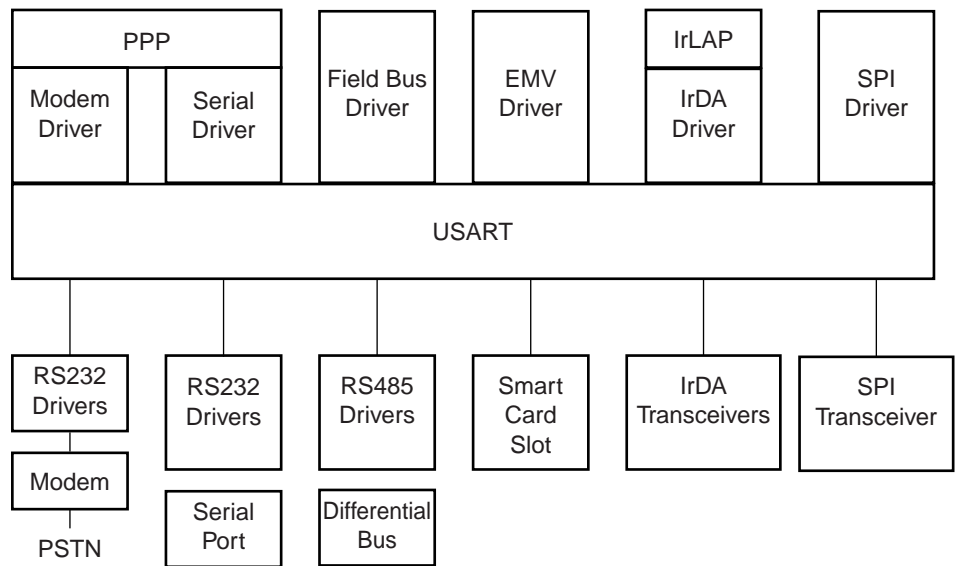 PPP
Modem
Driver
Serial
Driver
Field Bus
Driver
EMV
Driver
IrLAP
IrDA
Driver
SPI
Driver
USART
RS232
Drivers
Modem
PSTN
RS232
Drivers
Serial
Port
RS485
Drivers
Differential
Bus
Smart
Card
Slot
IrDA
Transceivers
SPI
Transceiver